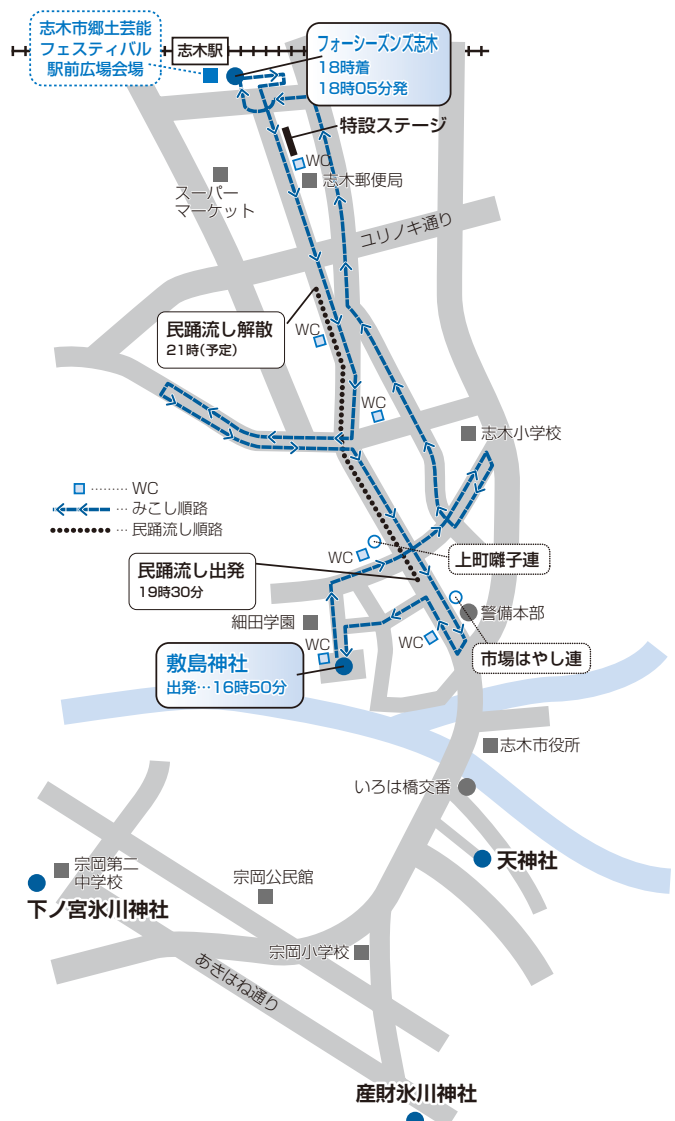 志木市郷土芸能
フェスティバル
駅前広場会場
志木駅
フォーシーズンズ志木
18時着
18時05分発
特設ステージ
WC
志木郵便局
スーパー
マーケット
ユリノキ通り
民踊流し解散
21時(予定)
WC
WC
志木小学校
WC
みこし順路
民踊流し順路
上町囃子連
WC
民踊流し出発
19時30分
細田学園
警備本部
WC
WC
市場はやし連
敷島神社
出発…16時50分
志木市役所
いろは橋交番
天神社
宗岡第二
中学校
宗岡公民館
下ノ宮氷川神社
宗岡小学校
あきはね通り
産財氷川神社